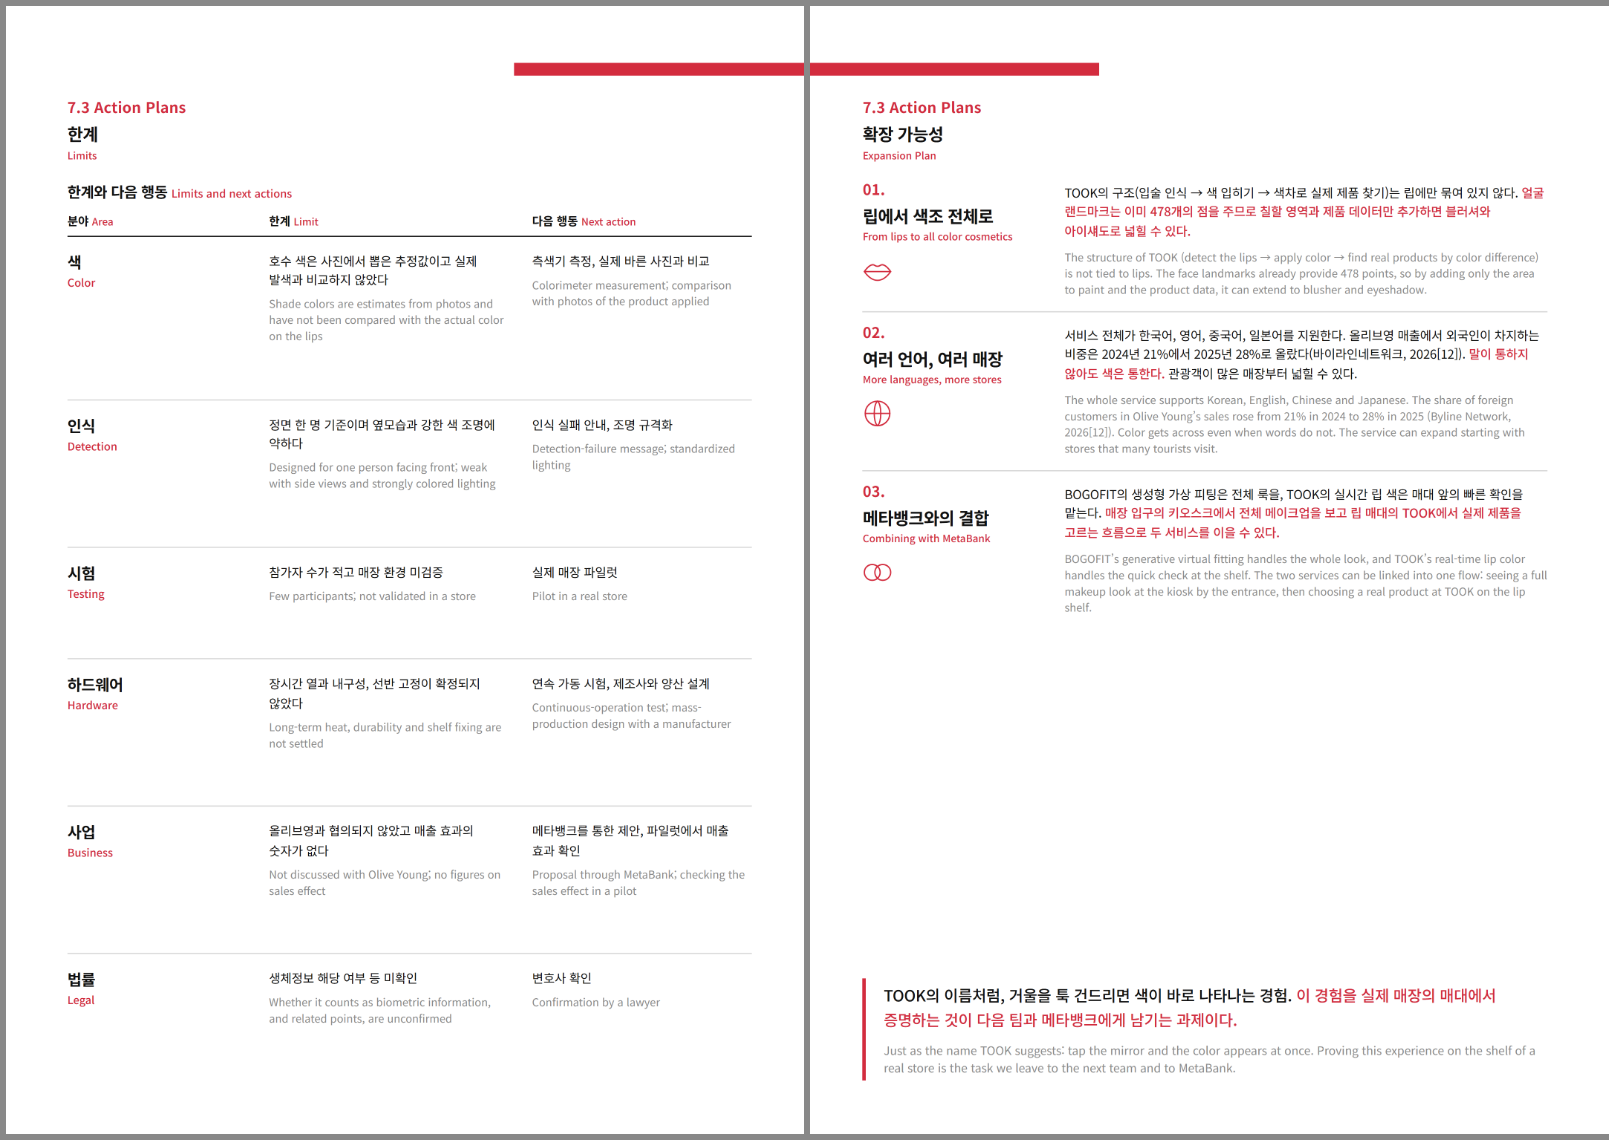 7.3 Action Plans
한계
Limits
한계와 다음 행동 Limits and next actions
분야 Area
한계 Limit
다음 행동 Next action
색
Color
호수 색은 사진에서 뽑은 추정값이고 실제
발색과 비교하지 않았다
Shade colors are estimates from photos and
have not been compared with the actual color
on the lips
측색기 측정, 실제 바른 사진과 비교
Colorimeter measurement; comparison
with photos of the product applied
인식
Detection
정면 한 명 기준이며 옆모습과 강한 색 조명에
약하다
Designed for one person facing front; weak
with side views and strongly colored lighting
인식 실패 안내, 조명 규격화
Detection-failure message; standardized
lighting
시험
Testing
참가자 수가 적고 매장 환경 미검증
Few participants; not validated in a store
실제 매장 파일럿
Pilot in a real store
하드웨어
Hardware
장시간 열과 내구성, 선반 고정이 확정되지
않았다
Long-term heat, durability and shelf fixing are
not settled
연속 가동 시험, 제조사와 양산 설계
Continuous-operation test; mass-
production design with a manufacturer
사업
Business
올리브영과 협의되지 않았고 매출 효과의
숫자가 없다
Not discussed with Olive Young; no figures on
sales effect
메타뱅크를 통한 제안, 파일럿에서 매출
효과 확인
Proposal through MetaBank; checking the
sales effect in a pilot
법률
Legal
생체정보 해당 여부 등 미확인
Whether it counts as biometric information,
and related points, are unconfirmed
변호사 확인
Confirmation by a lawyer
7.3 Action Plans
확장 가능성
Expansion Plan
01.
립에서 색조 전체로
From lips to all color cosmetics
TOOK의 구조(입술 인식 → 색 입히기 → 색차로 실제 제품 찾기)는 립에만 묶여 있지 않다. 얼굴
랜드마크는 이미 478개의 점을 주므로 칠할 영역과 제품 데이터만 추가하면 블러셔와
아이섀도로 넓힐 수 있다.
The structure of TOOK (detect the lips → apply color → find real products by color difference)
is not tied to lips. The face landmarks already provide 478 points, so by adding only the area
to paint and the product data, it can extend to blusher and eyeshadow.
02.
여러 언어, 여러 매장
More languages, more stores
서비스 전체가 한국어, 영어, 중국어, 일본어를 지원한다. 올리브영 매출에서 외국인이 차지하는
비중은 2024년 21%에서 2025년 28%로 올랐다(바이라인네트워크, 2026[12]). 말이 통하지
않아도 색은 통한다. 관광객이 많은 매장부터 넓힐 수 있다.
The whole service supports Korean, English, Chinese and Japanese. The share of foreign
customers in Olive Young's sales rose from 21% in 2024 to 28% in 2025 (Byline Network,
2026[12]). Color gets across even when words do not. The service can expand starting with
stores that many tourists visit.
03.
메타뱅크와의 결합
Combining with MetaBank
BOGOFIT의 생성형 가상 피팅은 전체 룩을, TOOK의 실시간 립 색은 매대 앞의 빠른 확인을
맡는다. 매장 입구의 키오스크에서 전체 메이크업을 보고 립 매대의 TOOK에서 실제 제품을
고르는 흐름으로 두 서비스를 이을 수 있다.
BOGOFIT's generative virtual fitting handles the whole look, and TOOK's real-time lip color
handles the quick check at the shelf. The two services can be linked into one flow: seeing a full
makeup look at the kiosk by the entrance, then choosing a real product at TOOK on the lip
shelf.
TOOK의 이름처럼, 거울을 툭 건드리면 색이 바로 나타나는 경험. 이 경험을 실제 매장의 매대에서
증명하는 것이 다음 팀과 메타뱅크에게 남기는 과제이다.
Just as the name TOOK suggests: tap the mirror and the color appears at once. Proving this experience on the shelf of a
real store is the task we leave to the next team and to MetaBank.